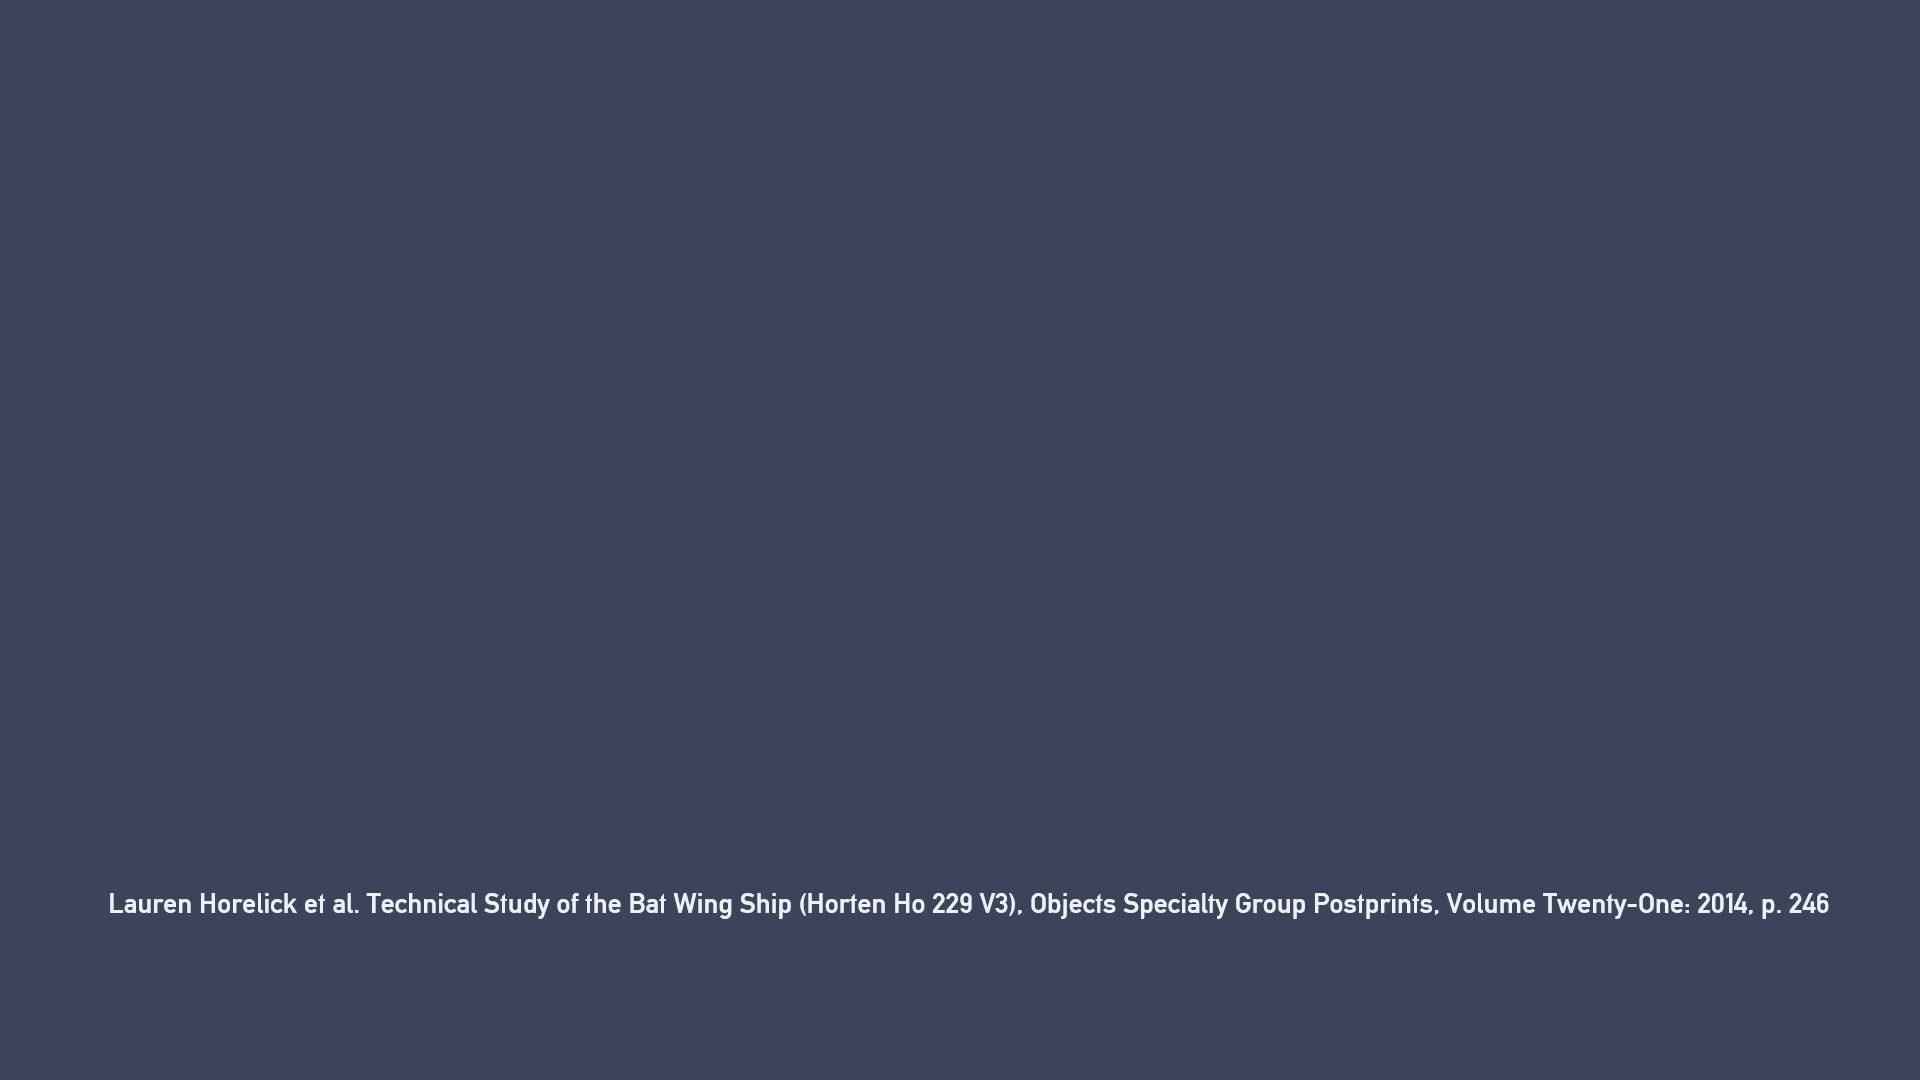 Lauren Horelick et al. Technical Study of the Bat Wing Ship (Horten Ho 229 V3), Objects Specialty Group Postprints, Volume Twenty-One: 2014, p. 246